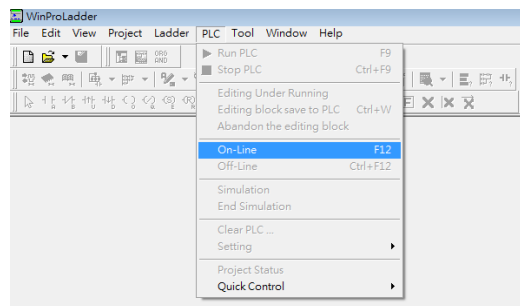 WinProLadder
File Edit View Project Ladder PLC Tool Window Help
Run PLC F9
Stop PLC Ctrl+F9
Editing Under Running
Editing block save to PLC Ctrl+W
Abandon the editing block
On-Line F12
Off-Line Ctrl+F12
Simulation
End Simulation
Clear PLC ...
Setting
Project Status
Quick Control